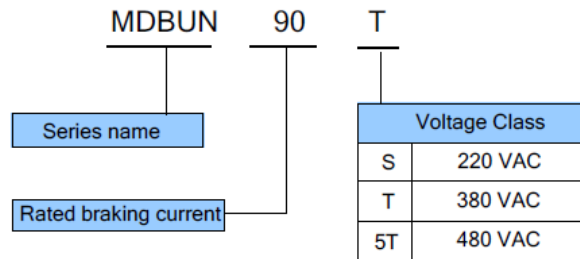 MDBUN 90 T
Series name
Rated braking current
Voltage Class
S 220 VAC
T 380 VAC
5T 480 VAC